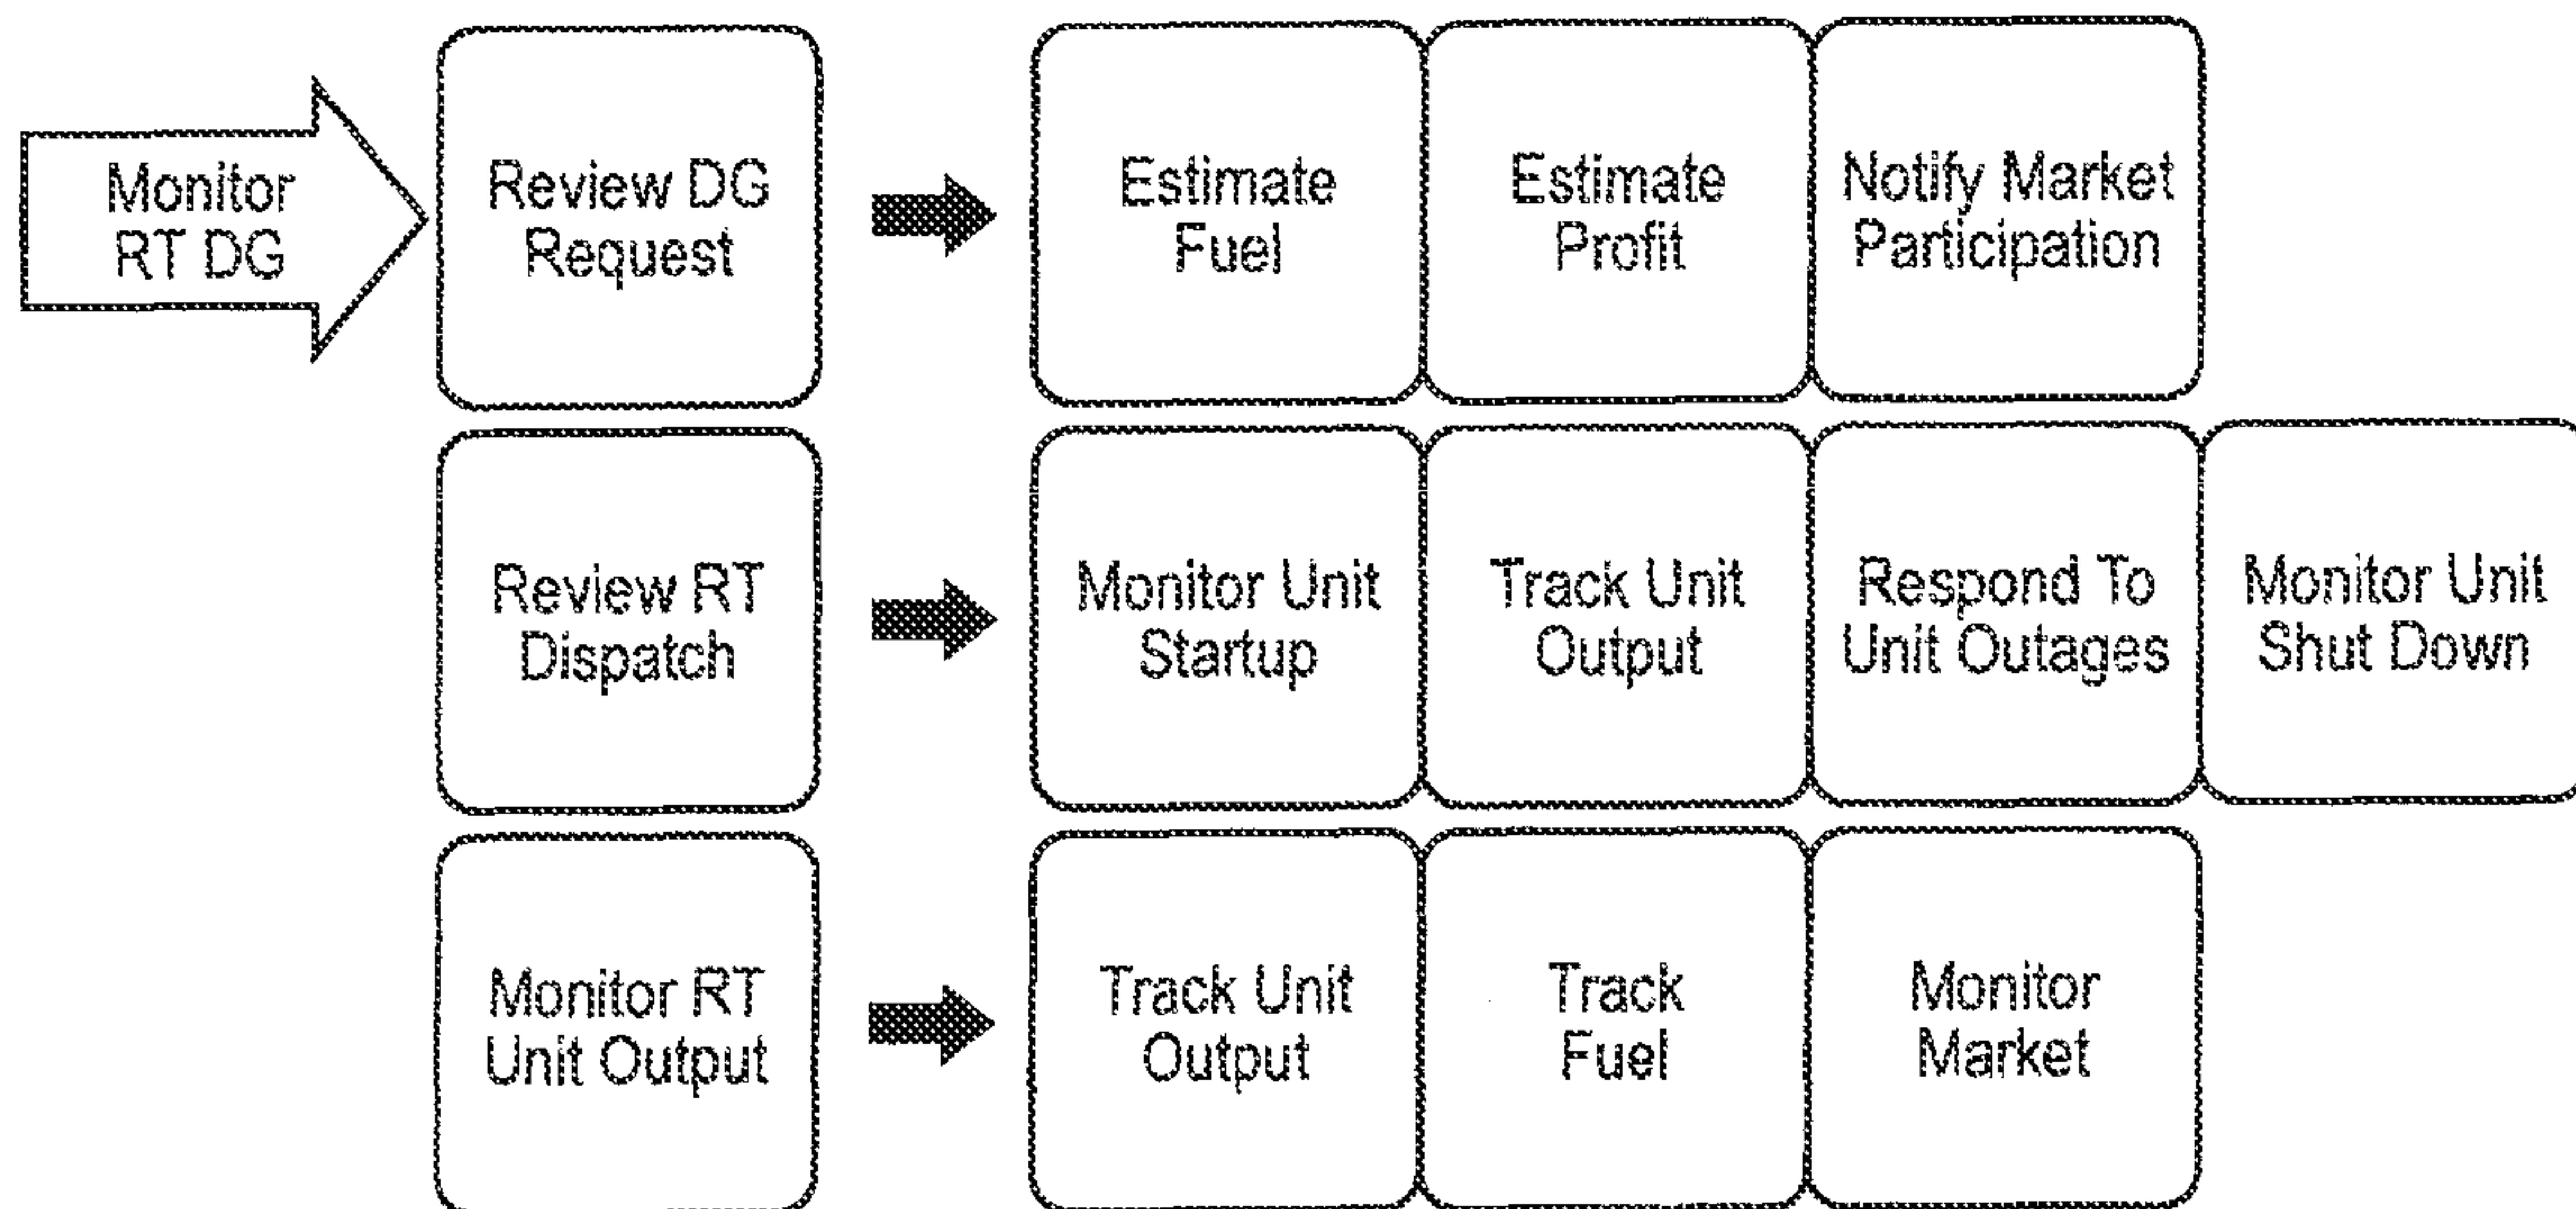 Monitor
RT DG
Review DG
Request
Estimate
Fuel
Estimate
Profit
Notify Market
Participation
Review RT
Dispatch
Monitor Unit
Startup
Track Unit
Output
Respond To
Unit Outages
Monitor Unit
Shut Down
Monitor RT
Unit Output
Track Unit
Output
Track
Fuel
Monitor
Market